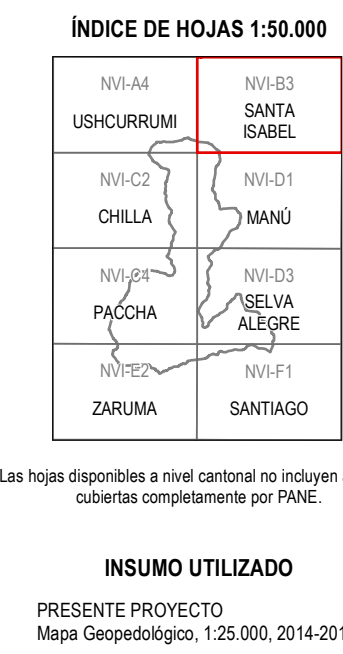 ÍNDICE DE HOJAS 1:50.000
NVI-A4
USHCURRUMI
NVI-B3
SANTA
ISABEL
NVI-C2
CHILLA
NVI-D1
MANÚ
NVI-C4
PACCHA
NVI-D3
SELVA
ALEGRE
NVI-E2
ZARUMA
NVI-F1
SANTIAGO
Las hojas disponibles a nivel cantonal no incluyen
cubiertas completamente por PANE.
INSUMO UTILIZADO
PRESENTE PROYECTO
Mapa Geopedológico, 1:25.000, 2014-201